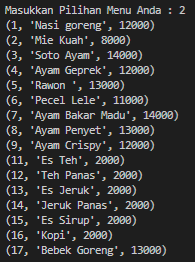 Masukkan Pilihan Menu Anda : 2
(1, 'Nasi goreng', 12000)
(2, 'Mie Kuah', 8000)
(3, 'Soto Ayam', 14000)
(4, 'Ayam Geprek', 12000)
(5, 'Rawon ', 13000)
(6, 'Pecel Lele', 11000)
(7, 'Ayam Bakar Madu', 14000)
(8, 'Ayam Penyet', 13000)
(9, 'Ayam Crispy', 12000)
(11, 'Es Teh', 2000)
(12, 'Teh Panas', 2000)
(13, 'Es Jeruk', 2000)
(14, 'Jeruk Panas', 2000)
(15, 'Es Sirup', 2000)
(16, 'Kopi', 2000)
(17, 'Bebek Goreng', 13000)